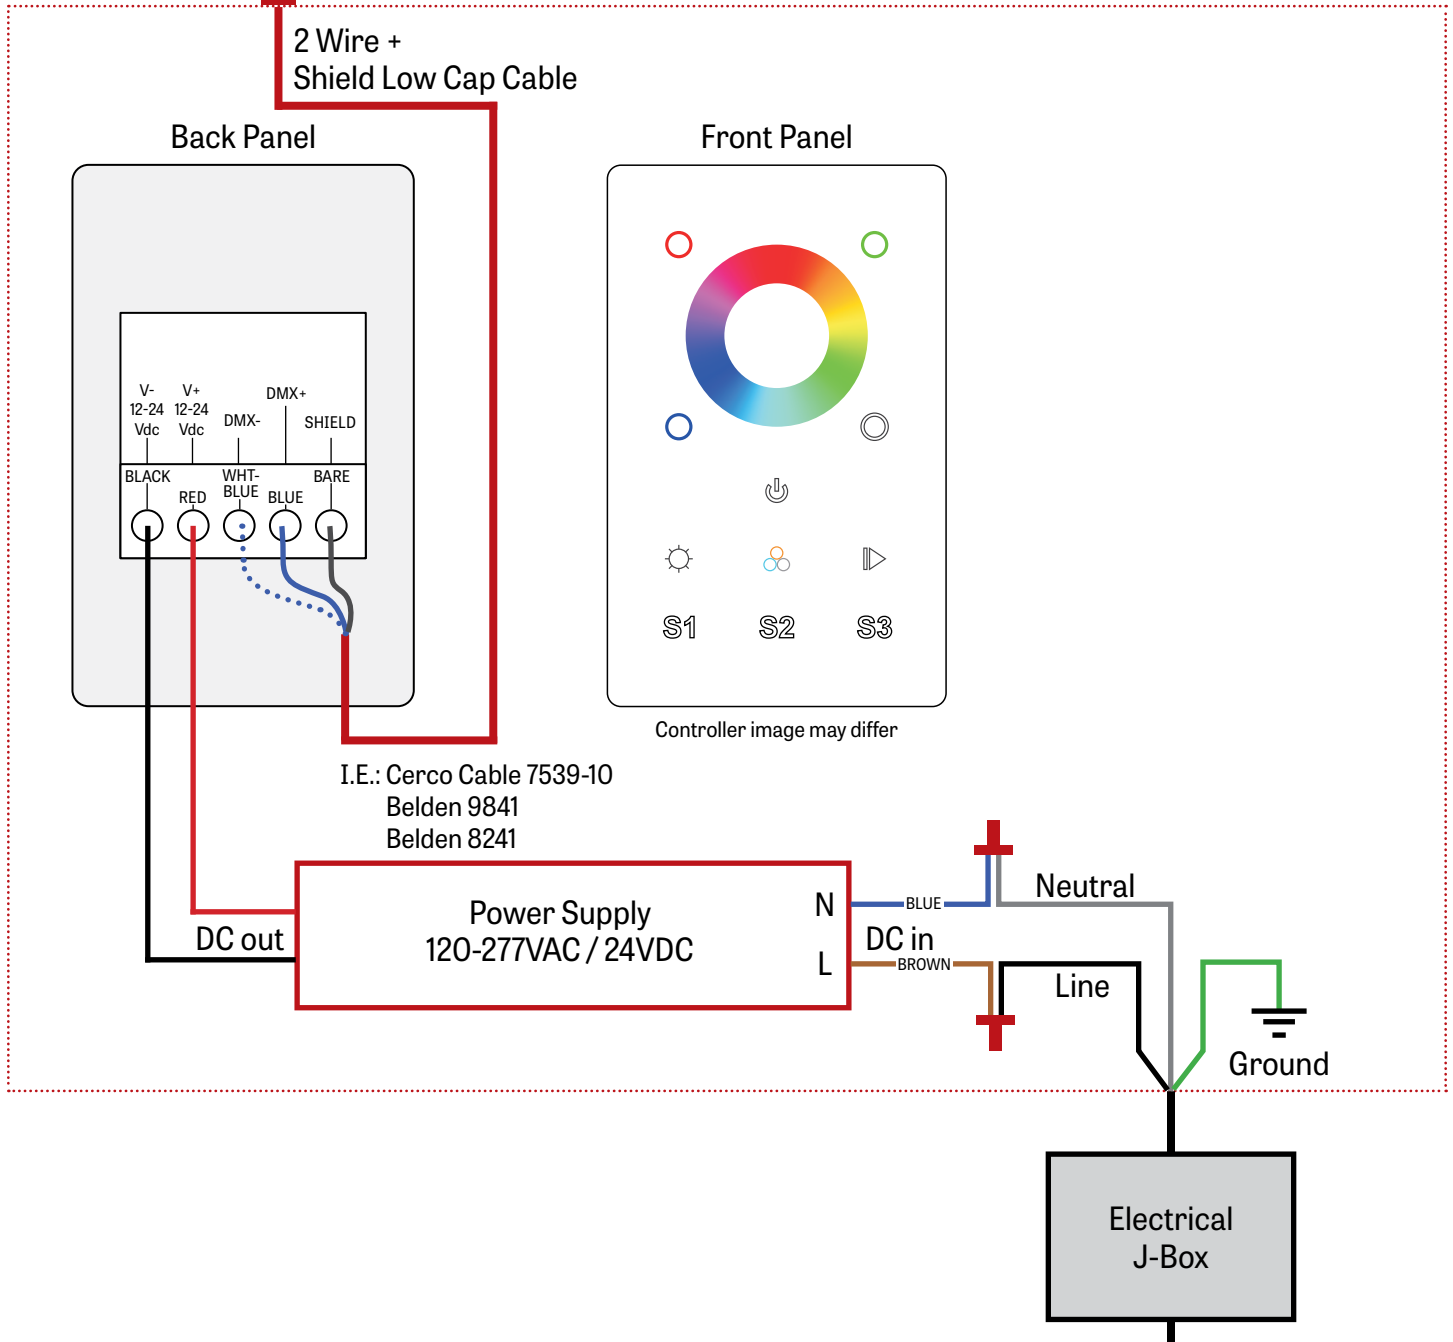 2 Wire +
Shield Low Cap Cable
Back Panel
Front Panel
V-
12-24
Vdc
V+
12-24
Vdc
DMX-
DMX+
SHIELD
BLACK
RED
WHT-
BLUE
BLUE
BARE
S1
S2
S3
Controller image may differ
I.E.: Cerco Cable 7539-10
Belden 9841
Belden 8241
Power Supply
120-277VAC / 24VDC
DC out
N
L
BLUE
DC in
BROWN
Neutral
Line
Ground
Electrical
J-Box